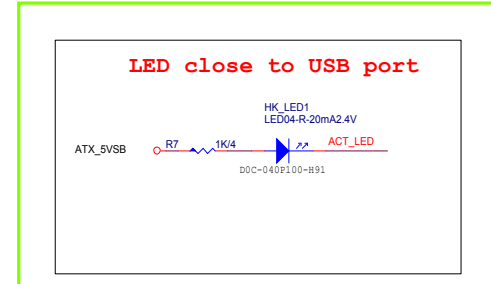 LED close to USB port
HK_LED1
LED04-R-20mA2.4V
ATX_5VSB R7 1K/4 ACT_LED
D0C-040P100-H91